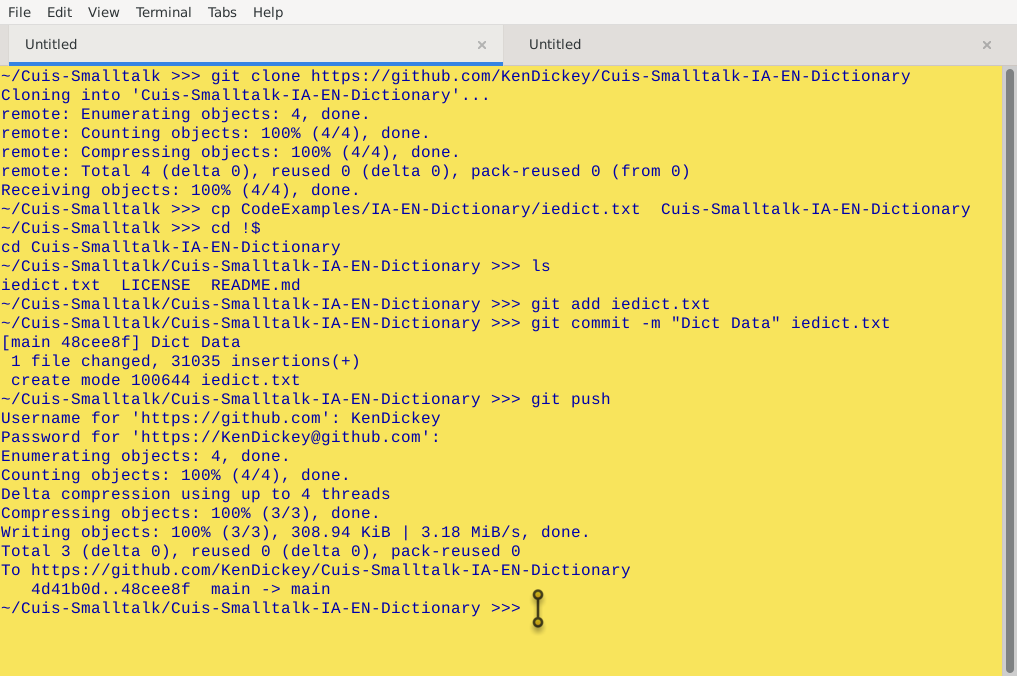 File Edit View Terminal Tabs Help
Untitled × Untitled ×
~/Cuis-Smalltalk >>> git clone https://github.com/KenDickey/Cuis-Smalltalk-IA-EN-Dictionary
Cloning into 'Cuis-Smalltalk-IA-EN-Dictionary'...
remote: Enumerating objects: 4, done.
remote: Counting objects: 100% (4/4), done.
remote: Compressing objects: 100% (4/4), done.
remote: Total 4 (delta 0), reused 0 (delta 0), pack-reused 0 (from 0)
Receiving objects: 100% (4/4), done.
~/Cuis-Smalltalk >>> cp CodeExamples/IA-EN-Dictionary/iedict.txt  Cuis-Smalltalk-IA-EN-Dictionary
~/Cuis-Smalltalk >>> cd !$
cd Cuis-Smalltalk-IA-EN-Dictionary
~/Cuis-Smalltalk/Cuis-Smalltalk-IA-EN-Dictionary >>> ls
iedict.txt  LICENSE  README.md
~/Cuis-Smalltalk/Cuis-Smalltalk-IA-EN-Dictionary >>> git add iedict.txt
~/Cuis-Smalltalk/Cuis-Smalltalk-IA-EN-Dictionary >>> git commit -m "Dict Data" iedict.txt
[main 48cee8f] Dict Data
 1 file changed, 31035 insertions(+)
 create mode 100644 iedict.txt
~/Cuis-Smalltalk/Cuis-Smalltalk-IA-EN-Dictionary >>> git push
Username for 'https://github.com': KenDickey
Password for 'https://KenDickey@github.com':
Enumerating objects: 4, done.
Counting objects: 100% (4/4), done.
Delta compression using up to 4 threads
Compressing objects: 100% (3/3), done.
Writing objects: 100% (3/3), 308.94 KiB | 3.18 MiB/s, done.
Total 3 (delta 0), reused 0 (delta 0), pack-reused 0
To https://github.com/KenDickey/Cuis-Smalltalk-IA-EN-Dictionary
   4d41b0d..48cee8f  main -> main
~/Cuis-Smalltalk/Cuis-Smalltalk-IA-EN-Dictionary >>>